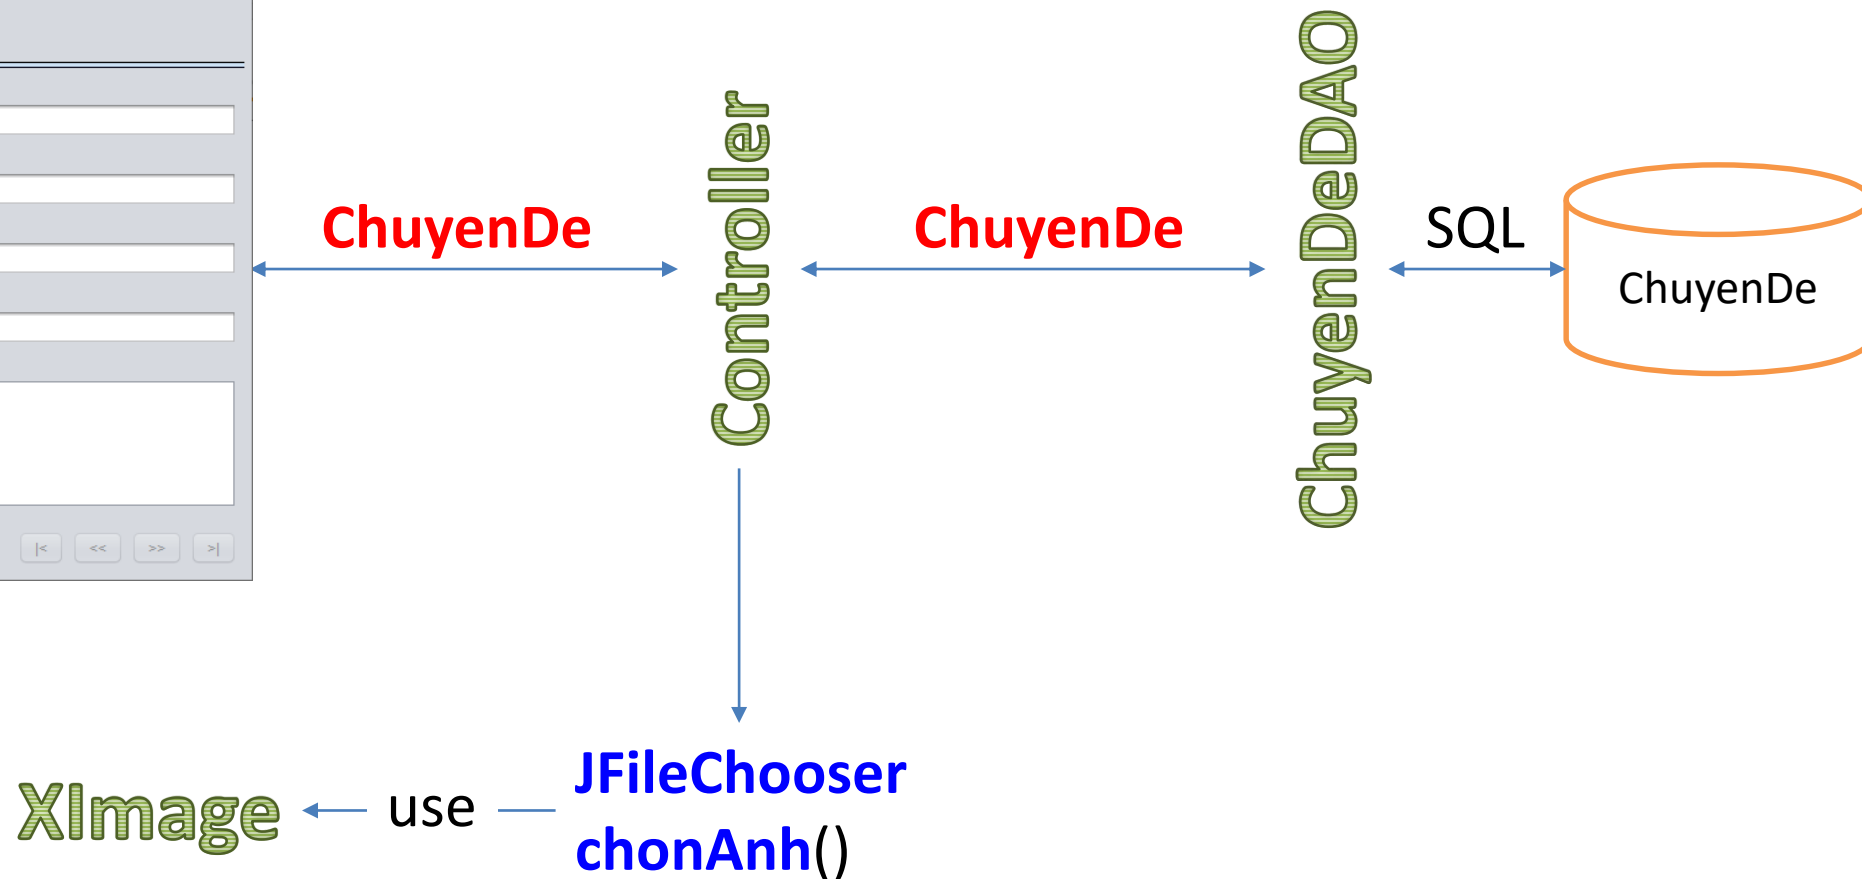 ChuyenDe
Controller
ChuyenDe
ChuyenDeDAO
SQL
ChuyenDe
|< << >> >|
XImage
use
JFileChooser
chonAnh()